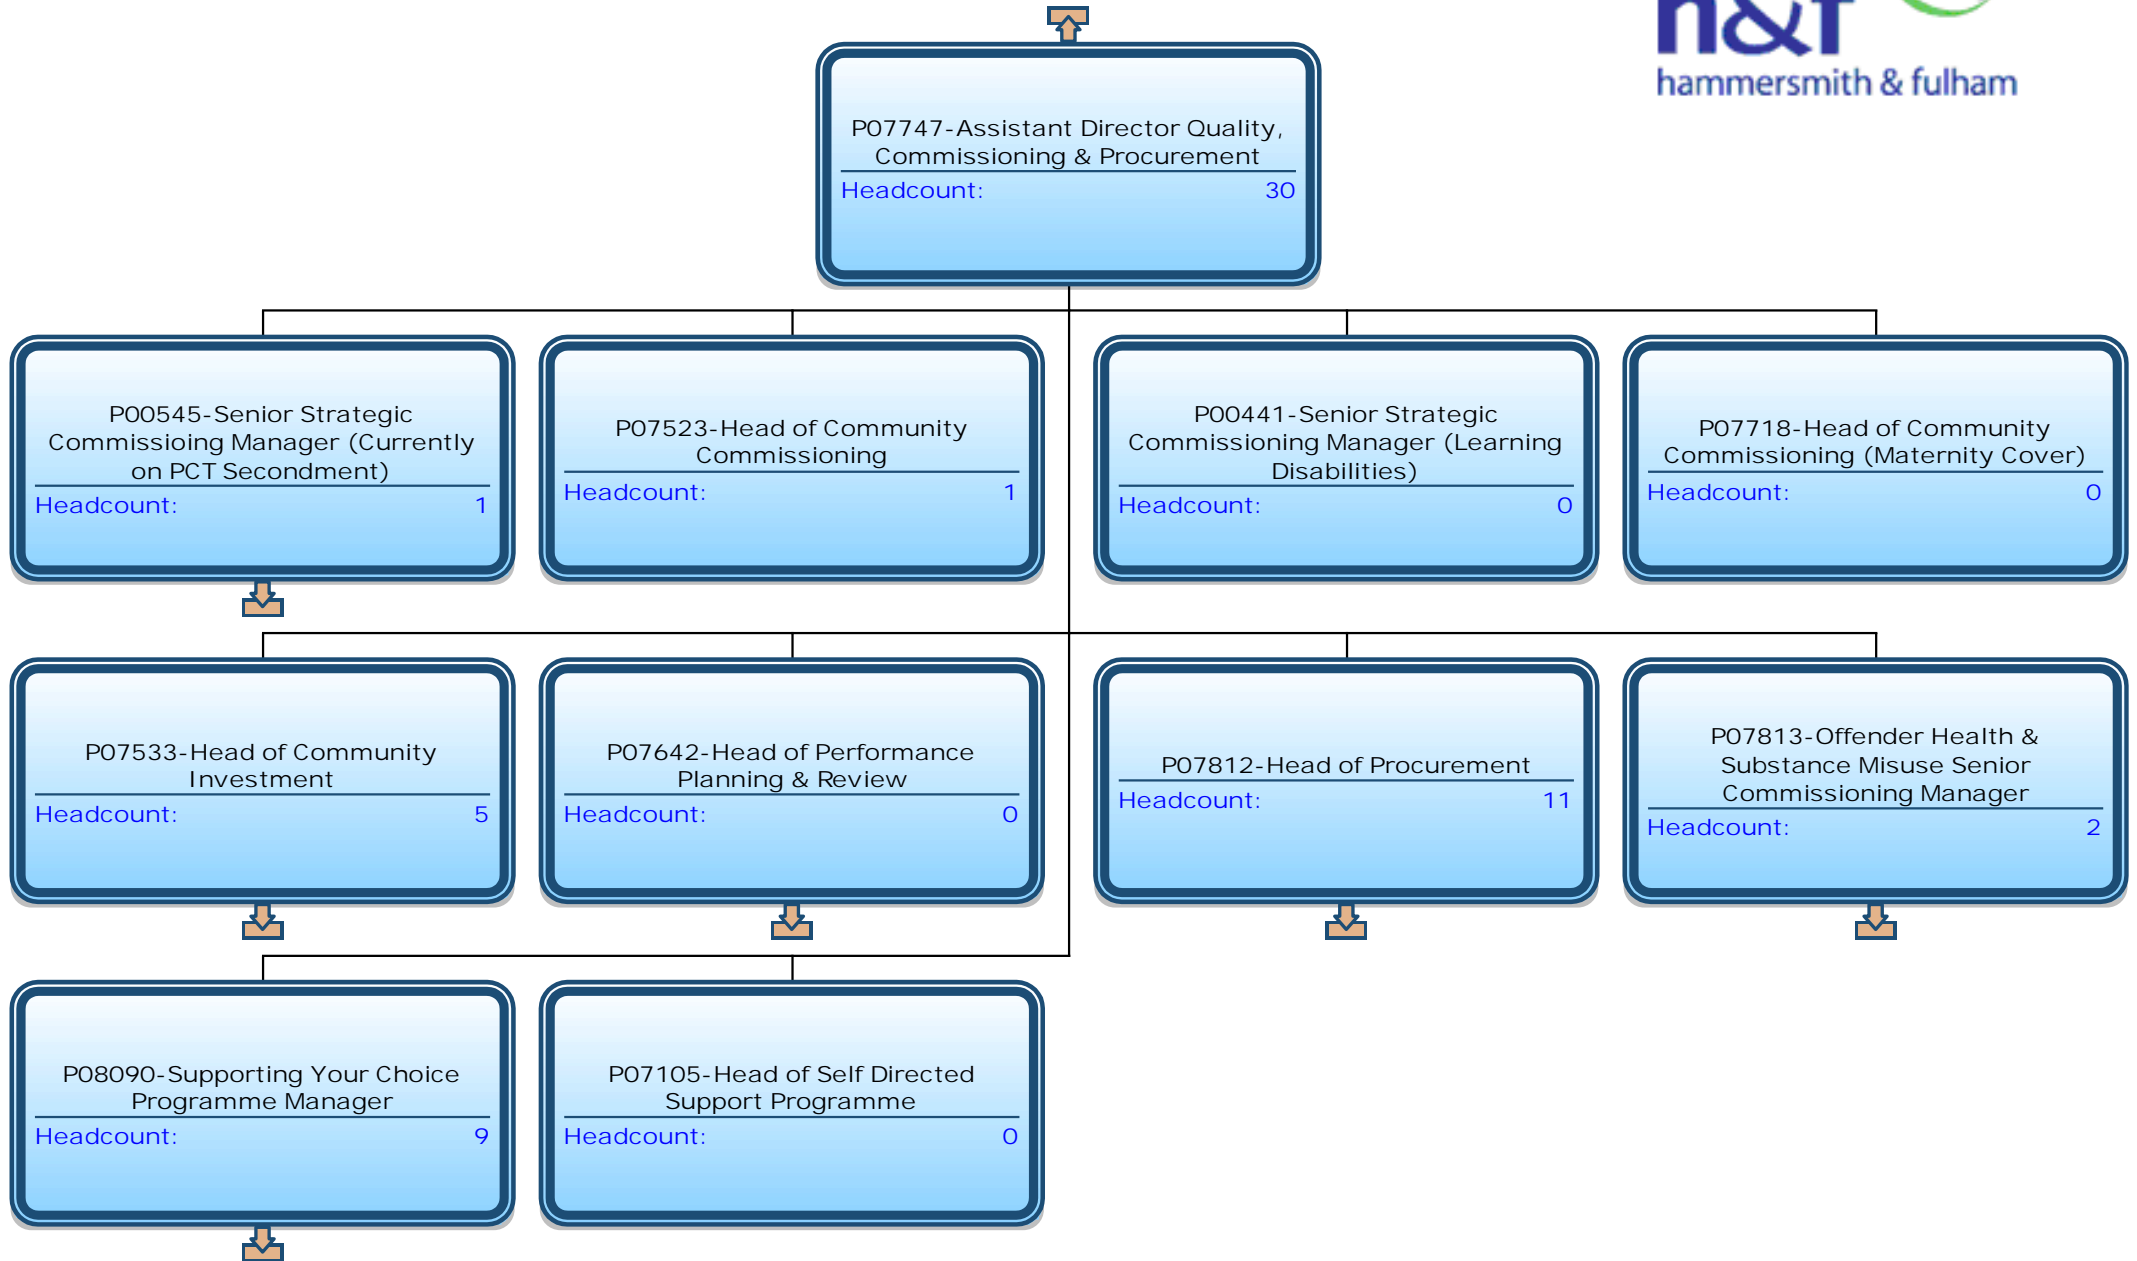 h&f
hammersmith & fulham
P07747-Assistant Director Quality,
Commissioning & Procurement
Headcount: 30
P00545-Senior Strategic
Commissioing Manager (Currently
on PCT Secondment)
Headcount: 1
P07523-Head of Community
Commissioning
Headcount: 1
P00441-Senior Strategic
Commissioning Manager (Learning
Disabilities)
Headcount: 0
P07718-Head of Community
Commissioning (Maternity Cover)
Headcount: 0
P07533-Head of Community
Investment
Headcount: 5
P07642-Head of Performance
Planning & Review
Headcount: 0
P07812-Head of Procurement
Headcount: 11
P07813-Offender Health &
Substance Misuse Senior
Commissioning Manager
Headcount: 2
P08090-Supporting Your Choice
Programme Manager
Headcount: 9
P07105-Head of Self Directed
Support Programme
Headcount: 0